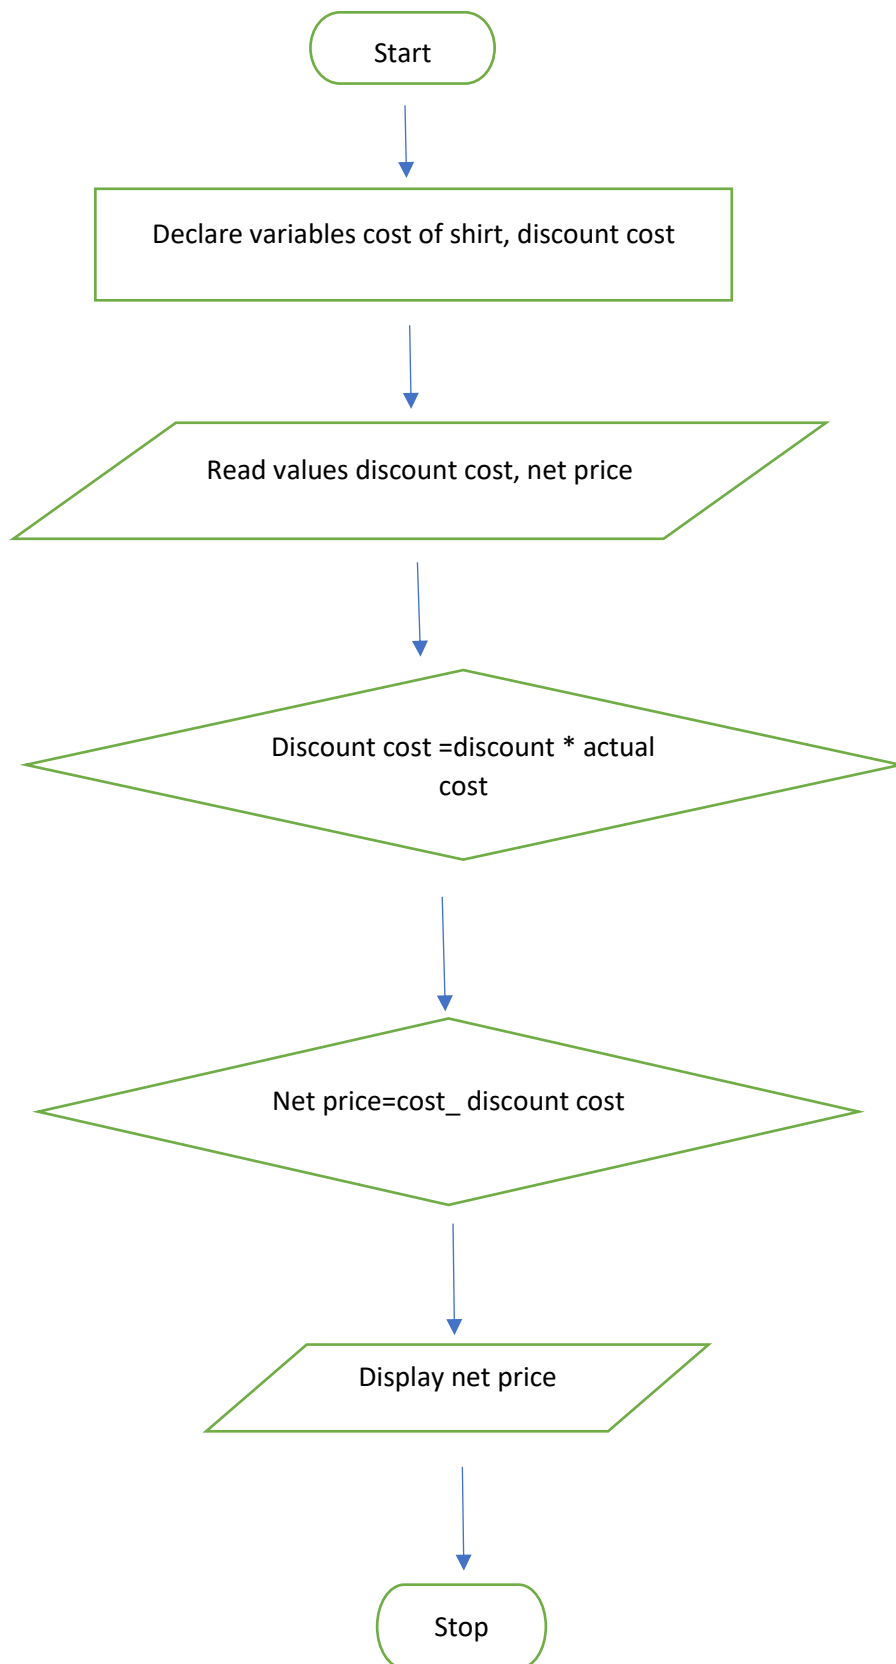 Start
Declare variables cost of shirt, discount cost
Read values discount cost, net price
Discount cost =discount * actual
cost
Net price=cost_ discount cost
Display net price
Stop